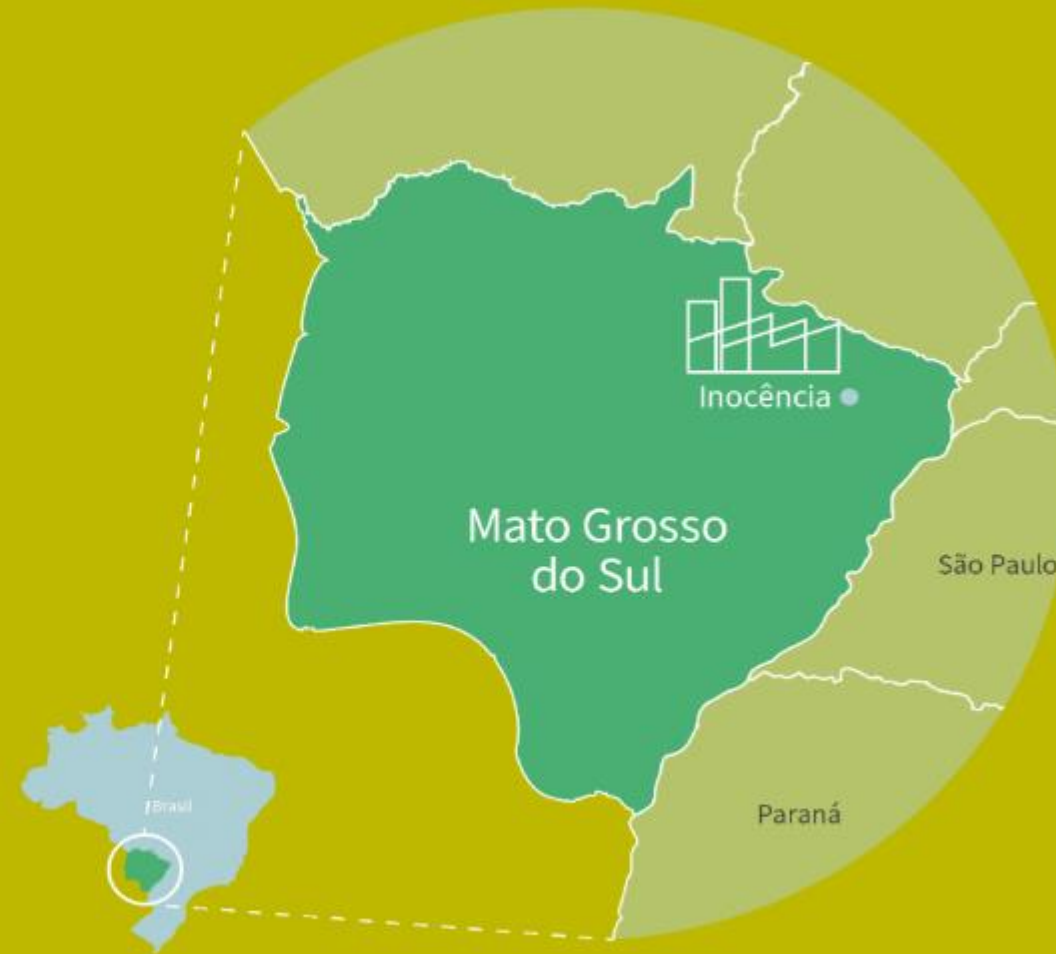 Inocência
Mato Grosso
do Sul
São Paulo
Brasil
Paraná